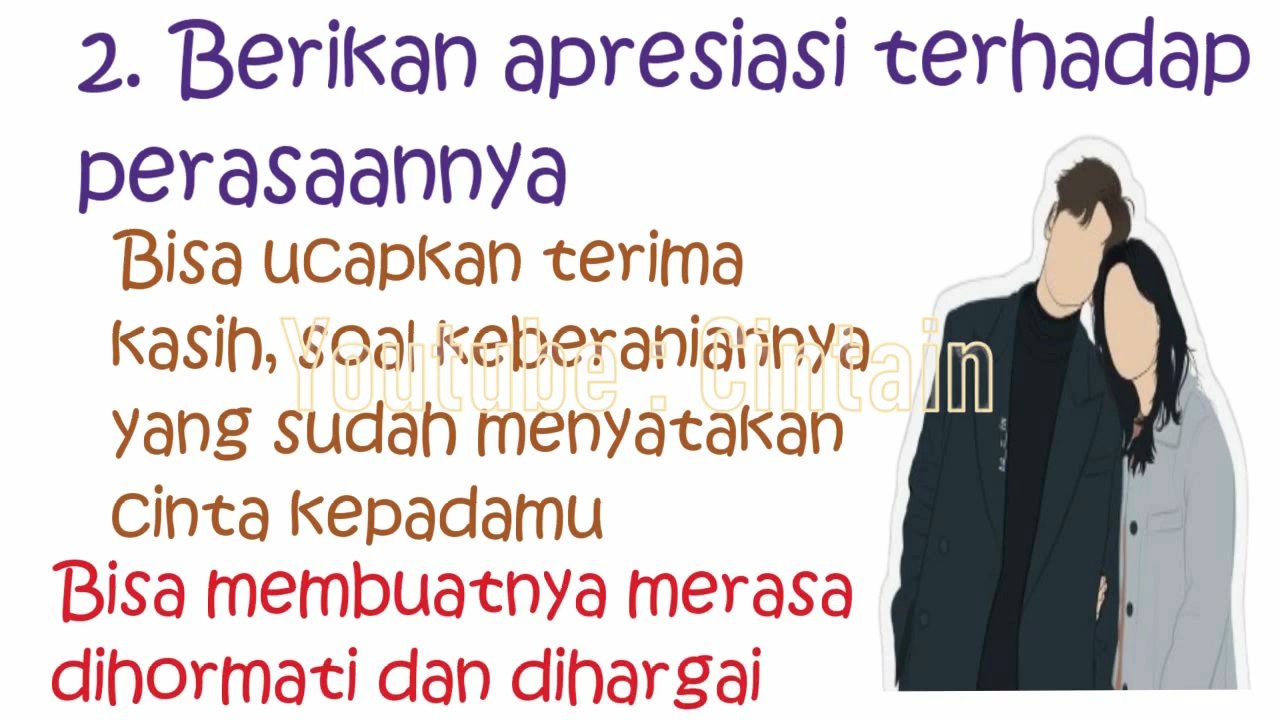 2. Berikan apresiasi terhadap
perasaannya
Bisa ucapkan terima
kasih, soal keberaniannya
Youtube : Cintain
yang sudah menyatakan
cinta kepadamu
Bisa membuatnya merasa
dihormati dan dihargai